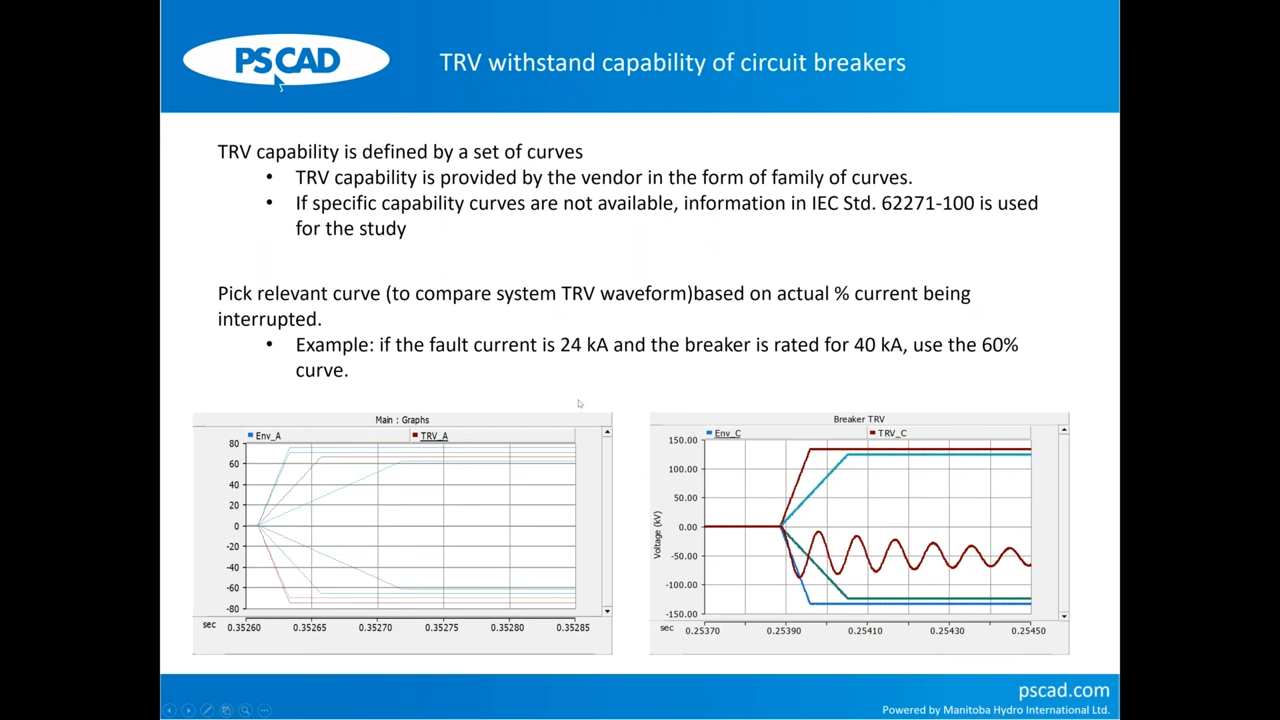 PSCAD
TRV withstand capability of circuit breakers
TRV capability is defined by a set of curves
• TRV capability is provided by the vendor in the form of family of curves.
• If specific capability curves are not available, information in IEC Std. 62271-100 is used
for the study
Pick relevant curve (to compare system TRV waveform)based on actual % current being
interrupted.
• Example: if the fault current is 24 kA and the breaker is rated for 40 kA, use the 60%
curve.
Main : Graphs
Env_A TRV_A
80
60
40
20
0
-20
-40
-60
-80
sec 0.35260 0.35265 0.35270 0.35275 0.35280 0.35285
Breaker TRV
Env_C TRV_C
Voltage (kV)
150.00
100.00
50.00
0.00
-50.00
-100.00
-150.00
sec 0.25370 0.25390 0.25410 0.25430 0.25450
pscad.com
Powered by Manitoba Hydro International Ltd.